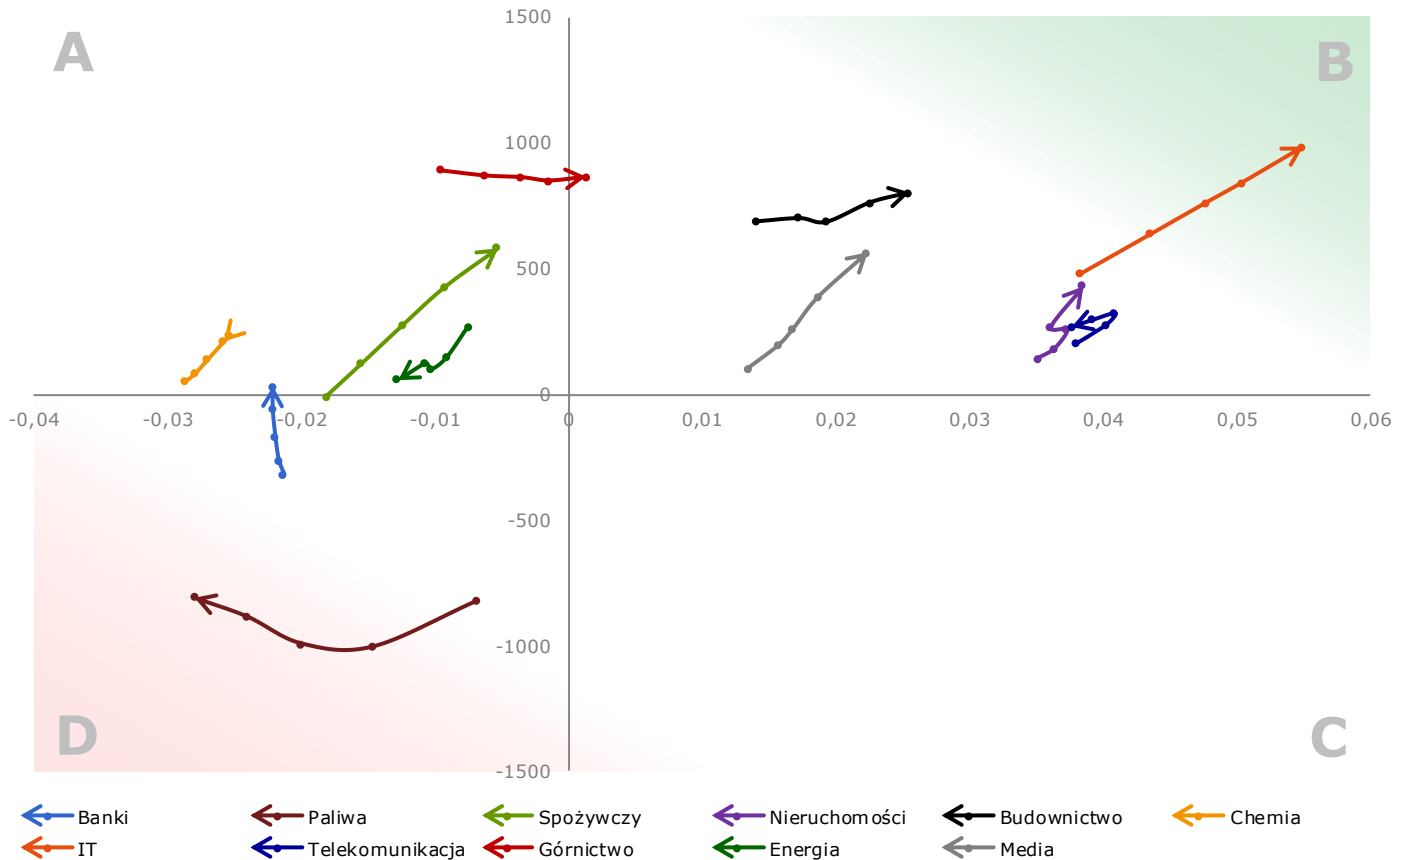 1500
A
B
1000
500
0
-0,04 -0,03 -0,02 -0,01 0 0,01 0,02 0,03 0,04 0,05 0,06
-500
-1000
D
C
-1500
Banki Paliwa Spożywczy Nieruchomości Budownictwo Chemia
IT Telekomunikacja Górnictwo Energia Media